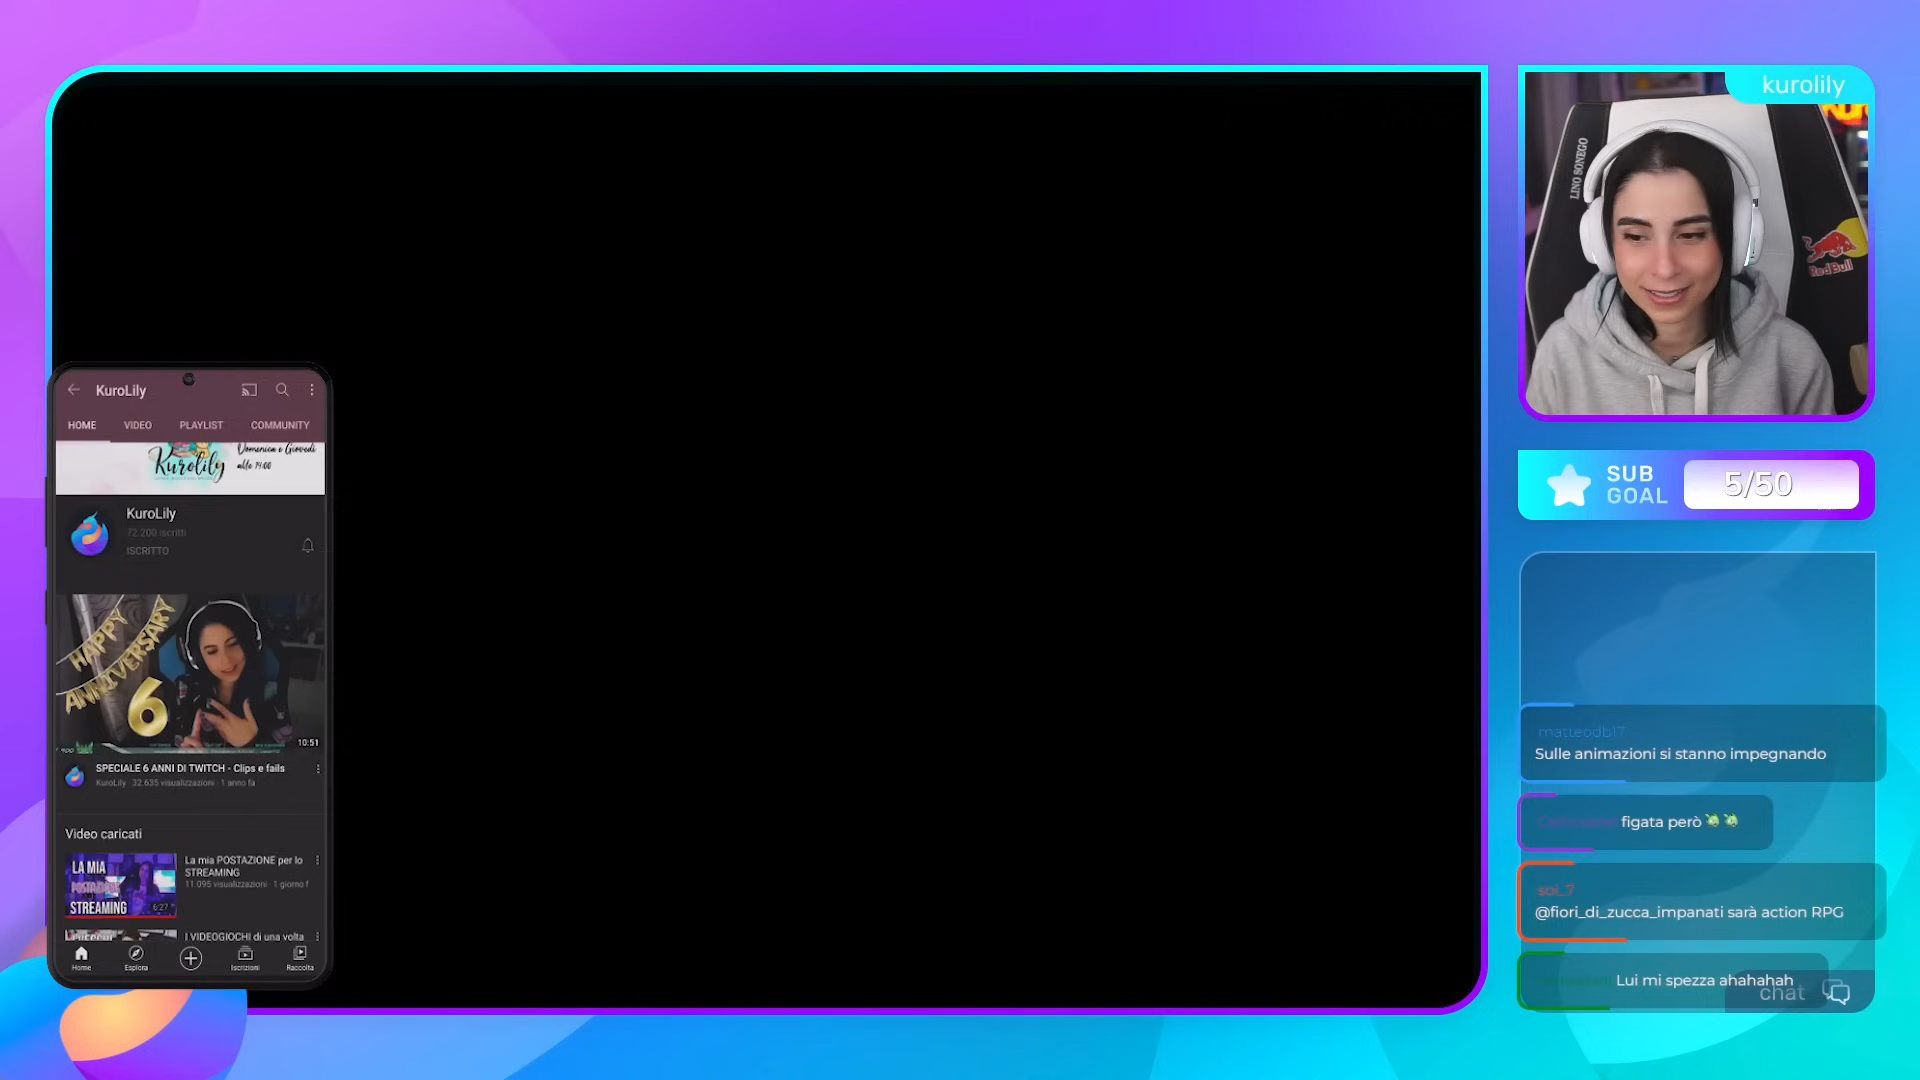 kurolily
LINO SONEGO
Red Bull
KuroLily
HOME VIDEO PLAYLIST COMMUNITY
Kurolily
Domenica e Giovedì
alle 14:00
KuroLily
72.200 iscritti
ISCRITTO
HAPPY
ANNIVERSARY
6
10:51
SPECIALE 6 ANNI DI TWITCH - Clips e fails
KuroLily · 32.635 visualizzazioni · 1 anno fa
Video caricati
LA MIA
POSTAZIONE
STREAMING
6:27
La mia POSTAZIONE per lo
STREAMING
11.095 visualizzazioni · 1 giorno f
I VIDEOGIOCHI di una volta
Home Esplora Iscrizioni Raccolta
SUB
GOAL
5/50
matteodb17
Sulle animazioni si stanno impegnando
figata però
soi_7
@fiori_di_zucca_impanati sarà action RPG
Lui mi spezza ahahahah
chat